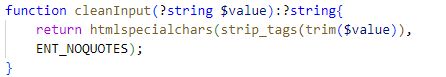 function cleanInput(?string $value):?string{
    return htmlspecialchars(strip_tags(trim($value)),
    ENT_NOQUOTES);
}